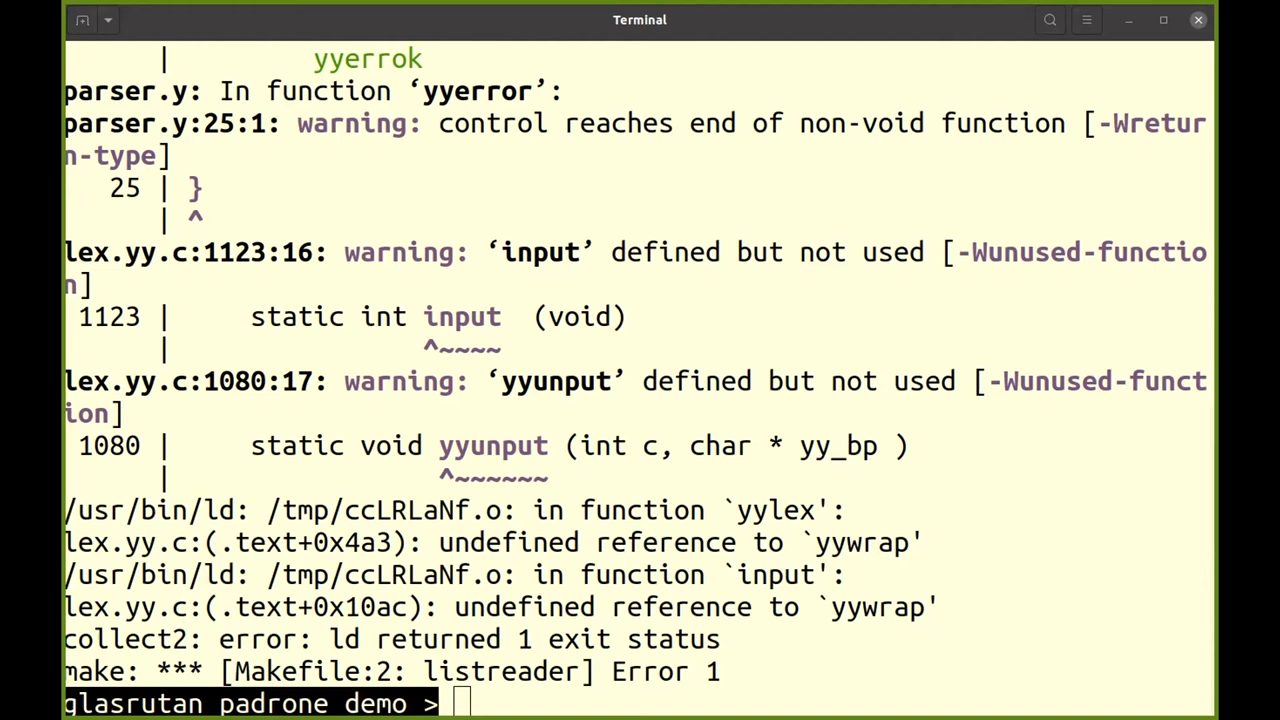 Terminal
| yyerrok
parser.y: In function ‘yyerror’:
parser.y:25:1: warning: control reaches end of non-void function [-Wretur
n-type]
25 | }
| ^
lex.yy.c:1123:16: warning: ‘input’ defined but not used [-Wunused-functio
n]
1123 | static int input (void)
| ^~~~~
lex.yy.c:1080:17: warning: ‘yyunput’ defined but not used [-Wunused-funct
ion]
1080 | static void yyunput (int c, char * yy_bp )
| ^~~~~~~
/usr/bin/ld: /tmp/ccLRLaNf.o: in function `yylex':
lex.yy.c:(.text+0x4a3): undefined reference to `yywrap'
/usr/bin/ld: /tmp/ccLRLaNf.o: in function `input':
lex.yy.c:(.text+0x10ac): undefined reference to `yywrap'
collect2: error: ld returned 1 exit status
make: *** [Makefile:2: listreader] Error 1
glasrutan padrone demo >